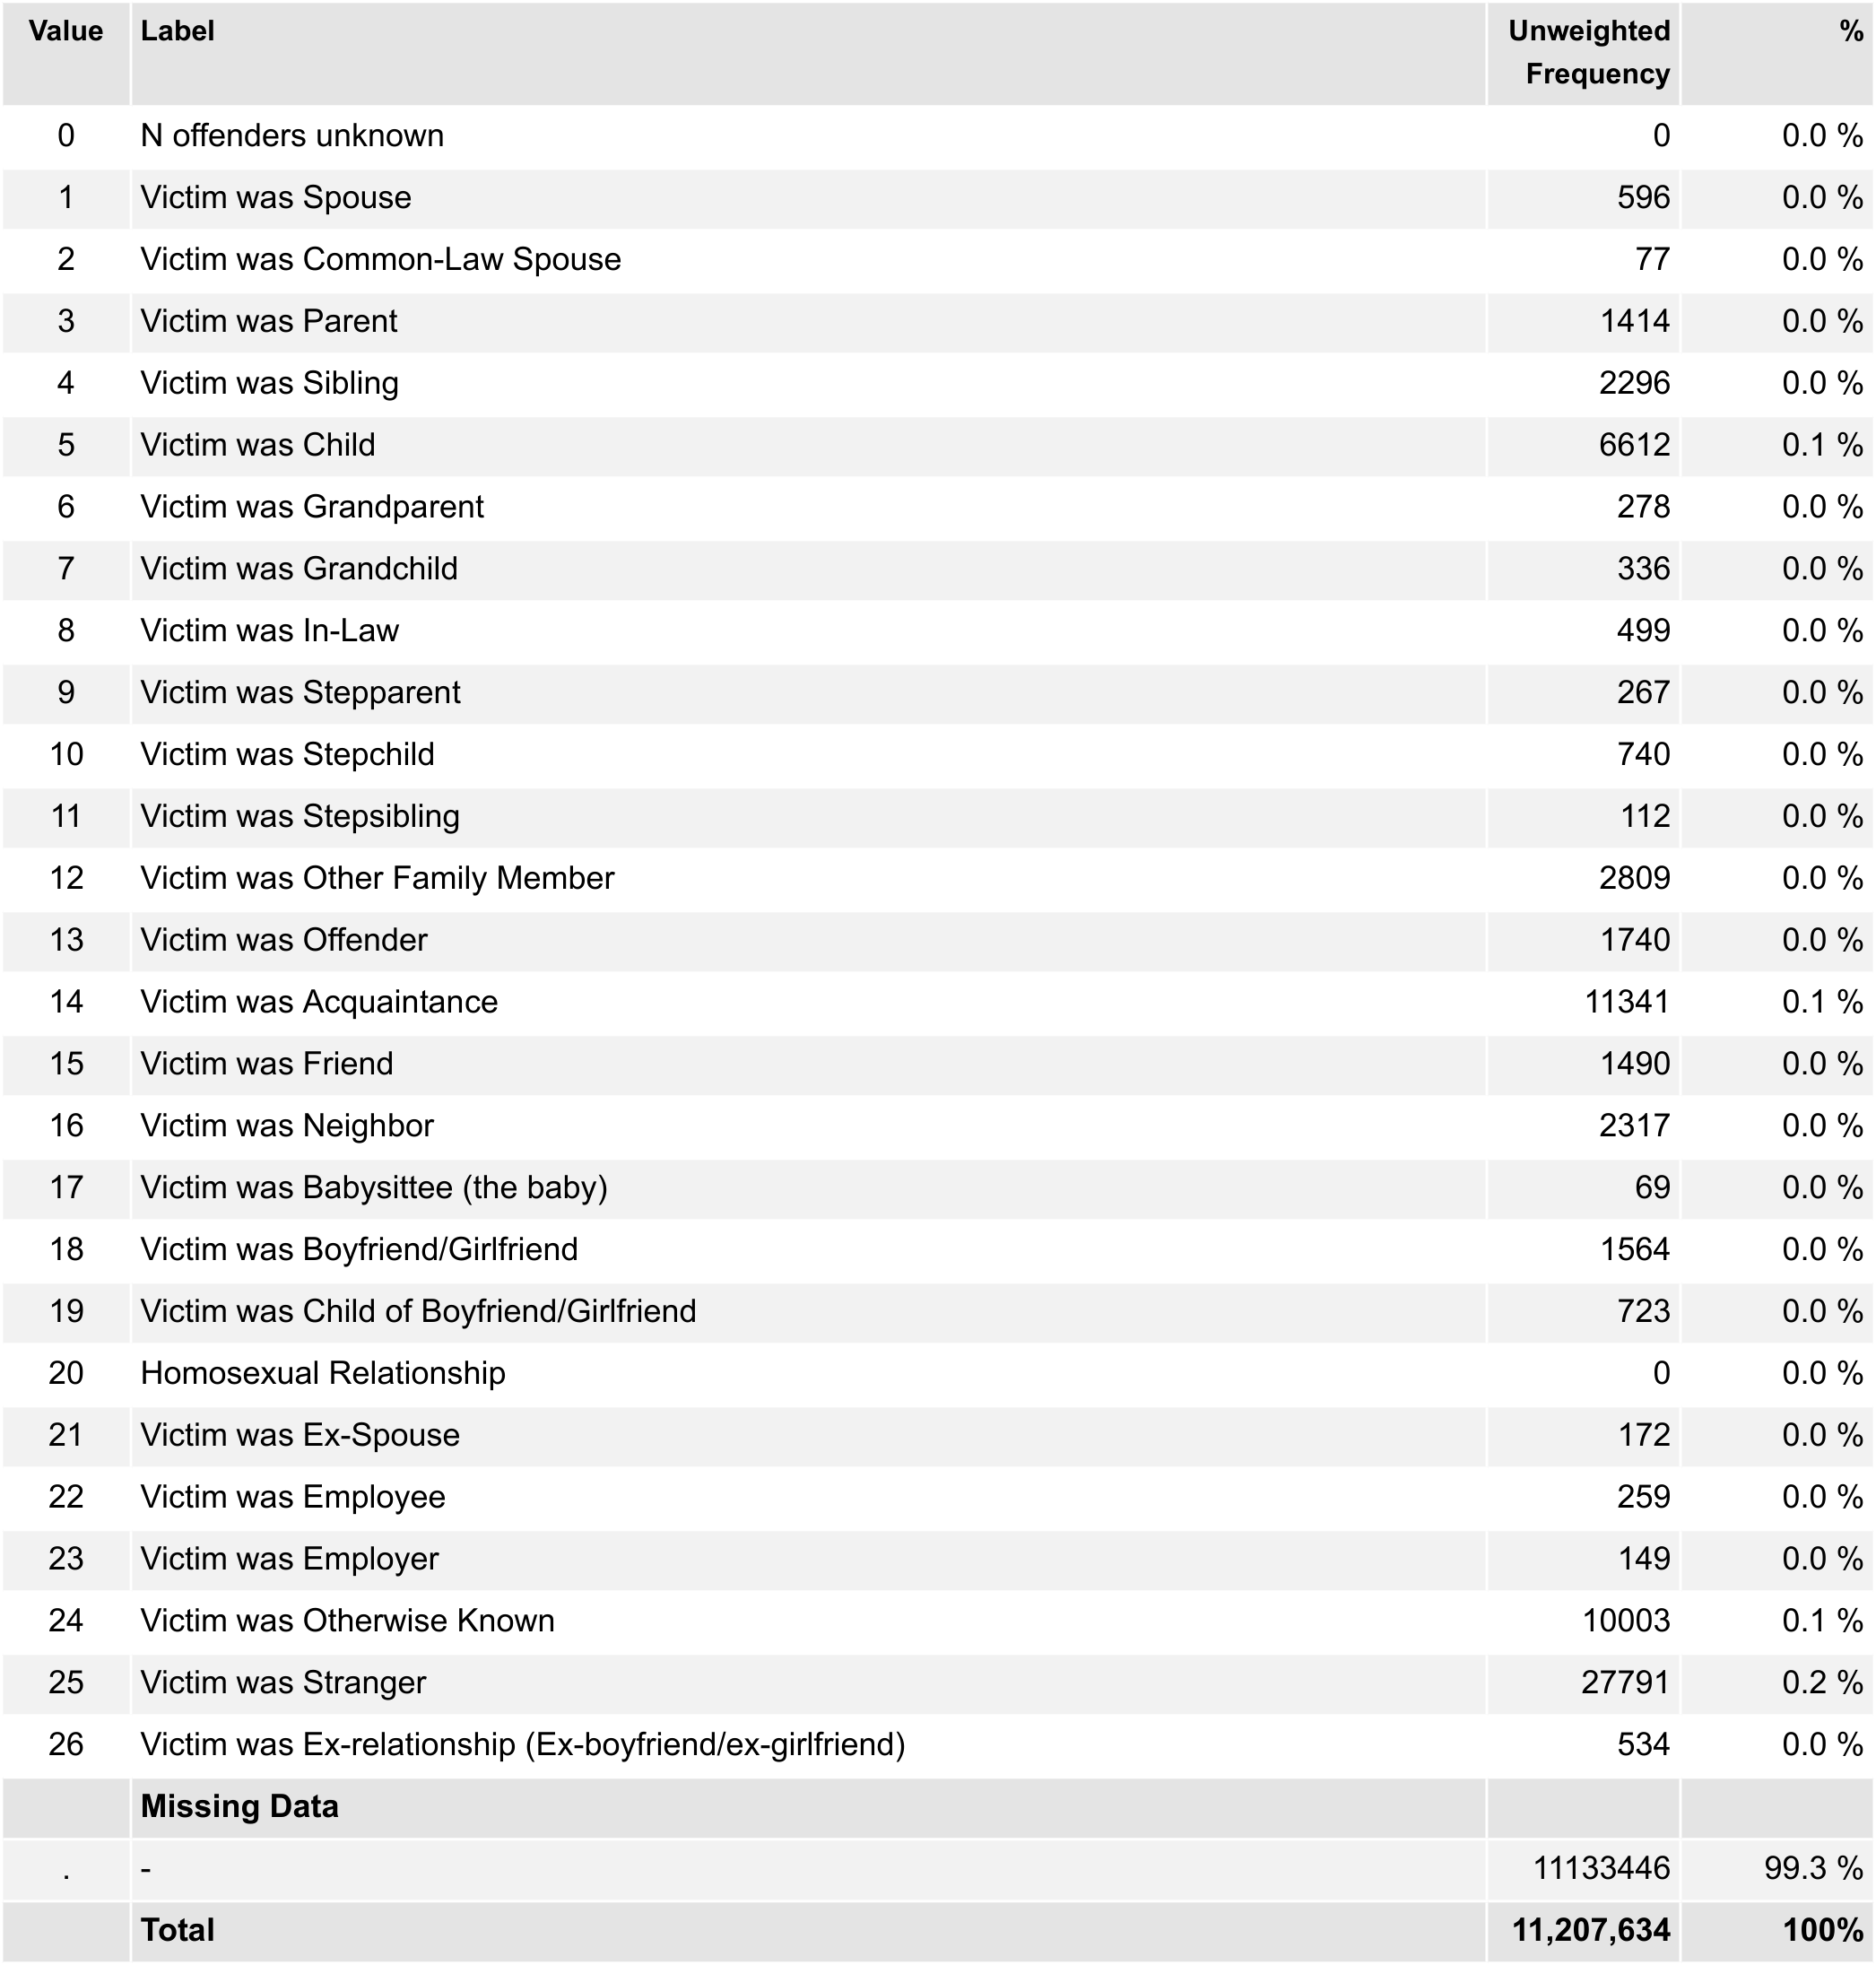 Value Label Unweighted Frequency %
0 N offenders unknown 0 0.0 %
1 Victim was Spouse 596 0.0 %
2 Victim was Common-Law Spouse 77 0.0 %
3 Victim was Parent 1414 0.0 %
4 Victim was Sibling 2296 0.0 %
5 Victim was Child 6612 0.1 %
6 Victim was Grandparent 278 0.0 %
7 Victim was Grandchild 336 0.0 %
8 Victim was In-Law 499 0.0 %
9 Victim was Stepparent 267 0.0 %
10 Victim was Stepchild 740 0.0 %
11 Victim was Stepsibling 112 0.0 %
12 Victim was Other Family Member 2809 0.0 %
13 Victim was Offender 1740 0.0 %
14 Victim was Acquaintance 11341 0.1 %
15 Victim was Friend 1490 0.0 %
16 Victim was Neighbor 2317 0.0 %
17 Victim was Babysittee (the baby) 69 0.0 %
18 Victim was Boyfriend/Girlfriend 1564 0.0 %
19 Victim was Child of Boyfriend/Girlfriend 723 0.0 %
20 Homosexual Relationship 0 0.0 %
21 Victim was Ex-Spouse 172 0.0 %
22 Victim was Employee 259 0.0 %
23 Victim was Employer 149 0.0 %
24 Victim was Otherwise Known 10003 0.1 %
25 Victim was Stranger 27791 0.2 %
26 Victim was Ex-relationship (Ex-boyfriend/ex-girlfriend) 534 0.0 %
Missing Data
. - 11133446 99.3 %
Total 11,207,634 100%